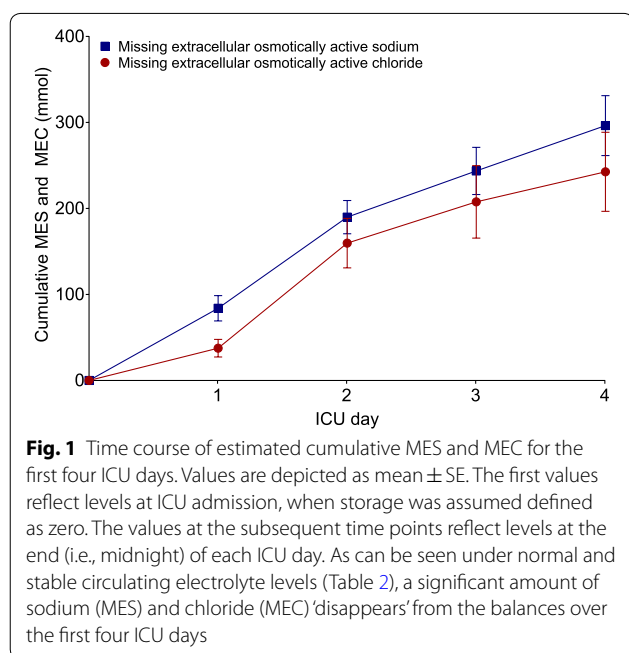 400
Missing extracellular osmotically active sodium
Missing extracellular osmotically active chloride
300
200
100
0
Cumulative MES and MEC (mmol)
1 2 3 4
ICU day
Fig. 1 Time course of estimated cumulative MES and MEC for the
first four ICU days. Values are depicted as mean ± SE. The first values
reflect levels at ICU admission, when storage was assumed defined
as zero. The values at the subsequent time points reflect levels at the
end (i.e., midnight) of each ICU day. As can be seen under normal and
stable circulating electrolyte levels (Table 2), a significant amount of
sodium (MES) and chloride (MEC) ‘disappears’ from the balances over
the first four ICU days